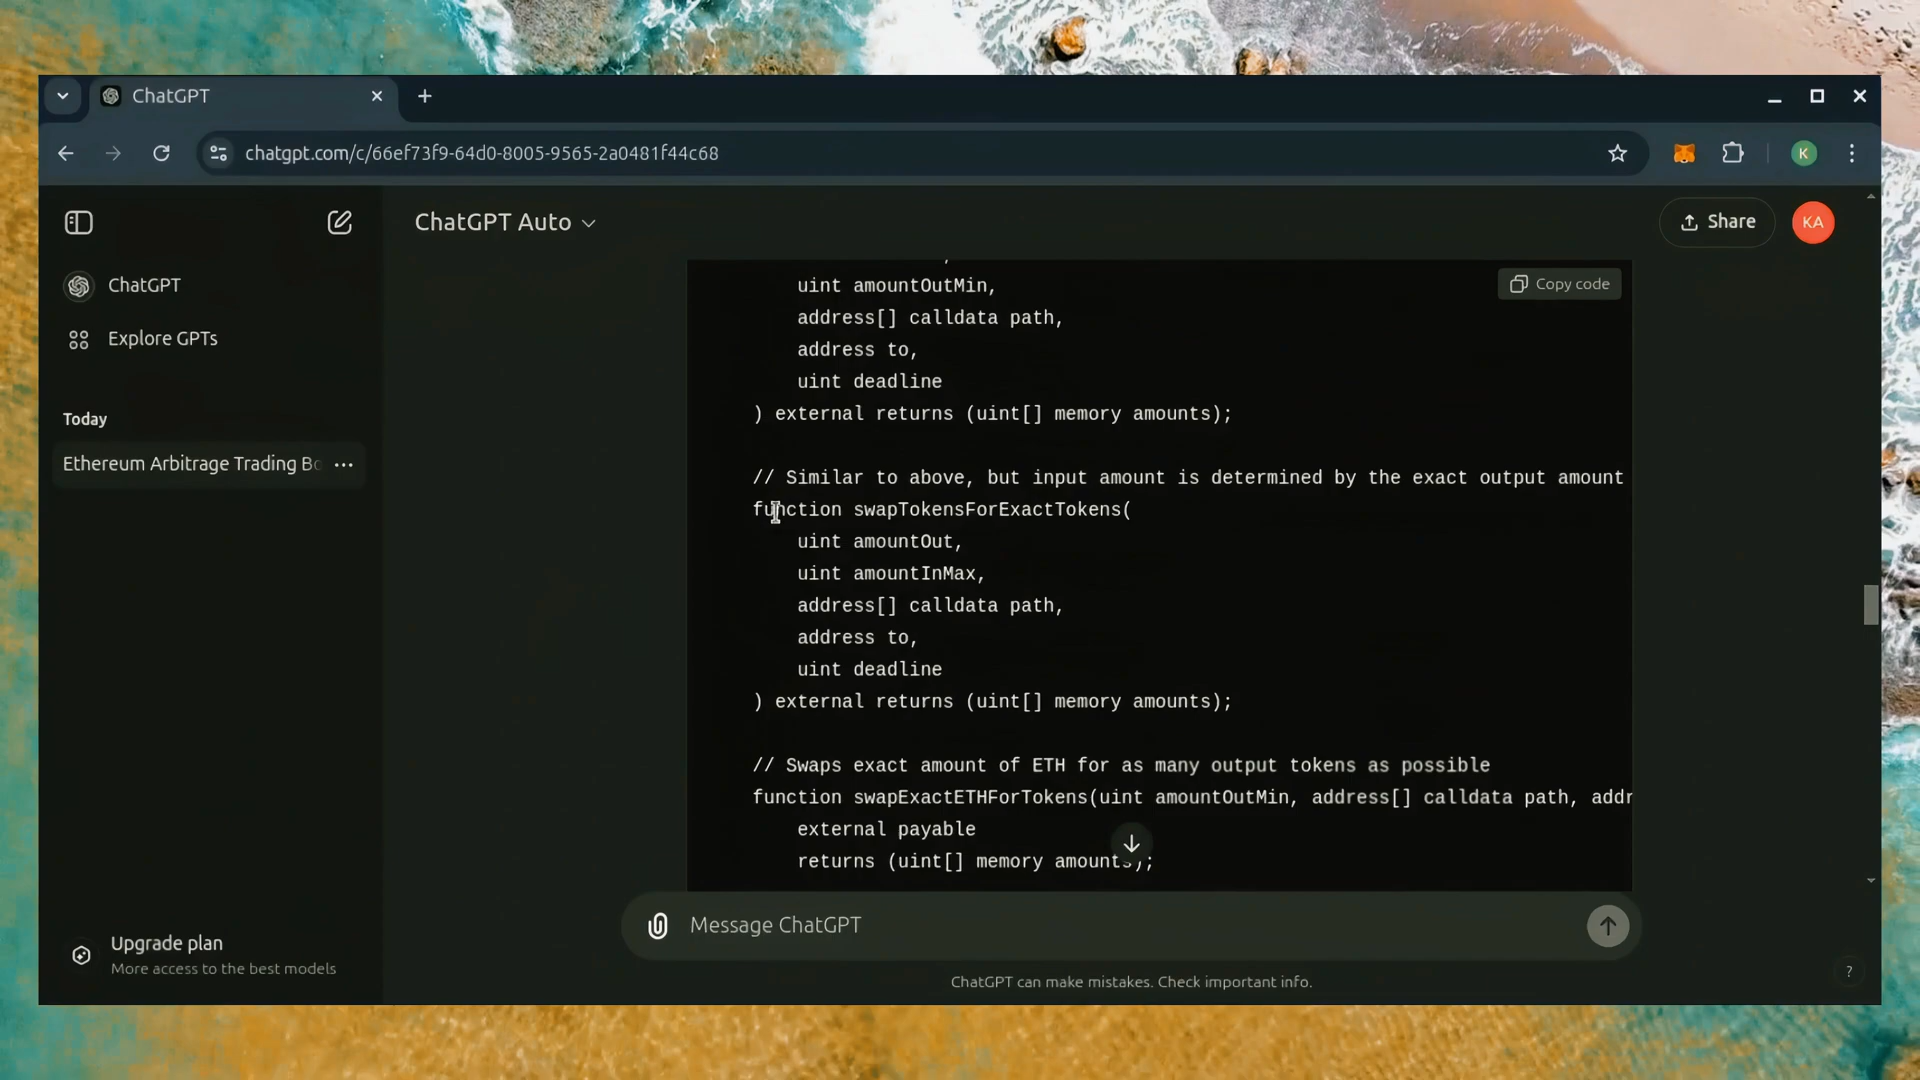 ChatGPT
chatgpt.com/c/66ef73f9-64d0-8005-9565-2a0481f44c68
K
ChatGPT Auto
Share
KA
ChatGPT
Explore GPTs
Today
Ethereum Arbitrage Trading Bo
Copy code
uint amountOutMin,
address[] calldata path,
address to,
uint deadline
) external returns (uint[] memory amounts);
// Similar to above, but input amount is determined by the exact output amount
function swapTokensForExactTokens(
uint amountOut,
uint amountInMax,
address[] calldata path,
address to,
uint deadline
) external returns (uint[] memory amounts);
// Swaps exact amount of ETH for as many output tokens as possible
function swapExactETHForTokens(uint amountOutMin, address[] calldata path, addr
external payable
returns (uint[] memory amounts);
Message ChatGPT
Upgrade plan
More access to the best models
ChatGPT can make mistakes. Check important info.
?